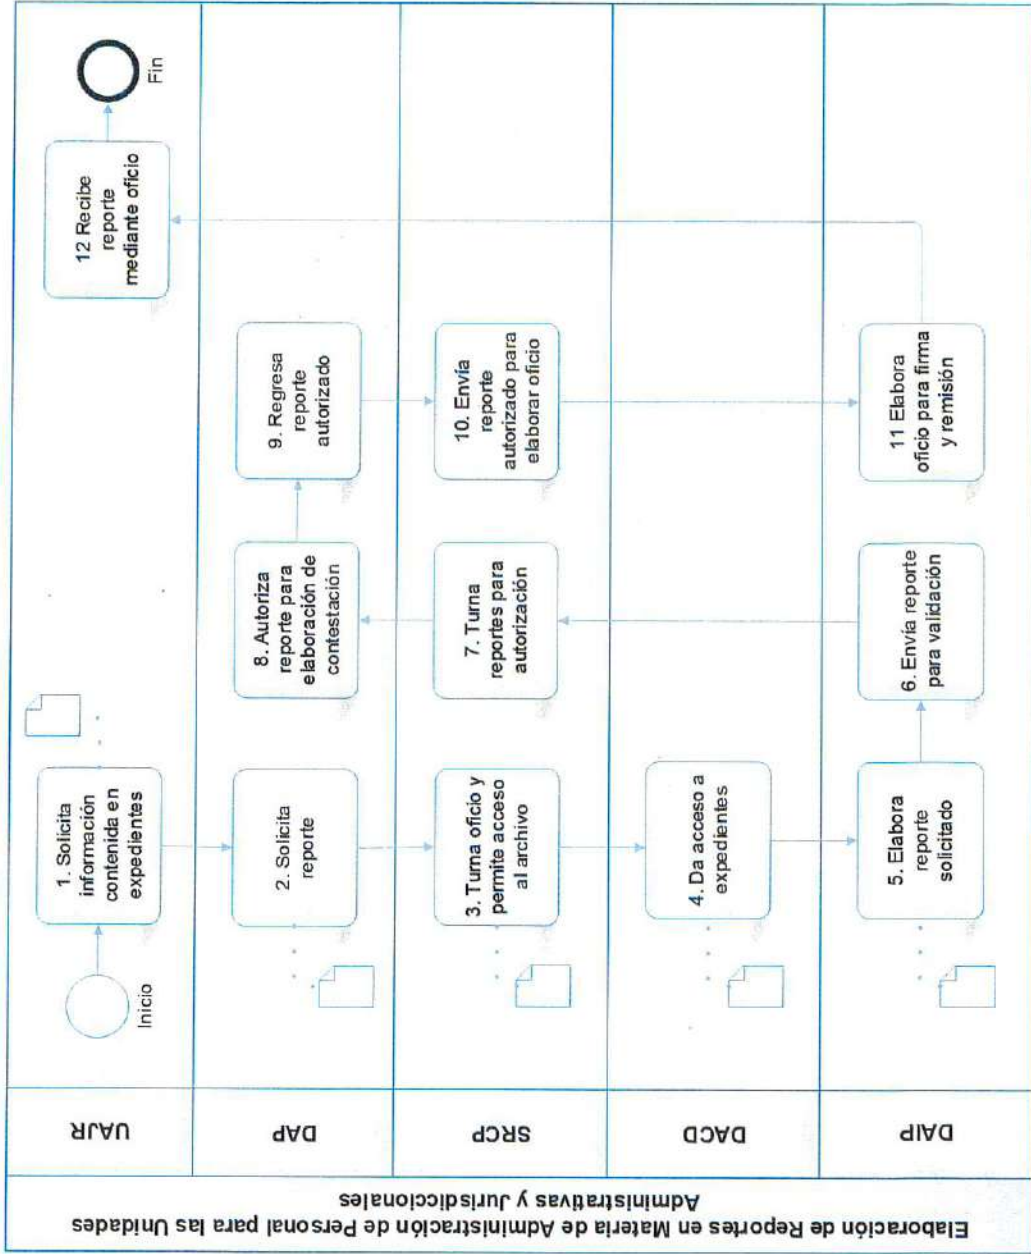 Elaboración de Reportes en Materia de Administración de Personal para las Unidades
Administrativas y Jurisdiccionales
UAJR
Inicio
1. Solicita
información
contenida en
expedientes
12 Recibe
reporte
mediante oficio
Fin
DAP
2. Solicita
reporte
8. Autoriza
reporte para
elaboración de
contestación
9. Regresa
reporte
autorizado
SRCP
3. Turna oficio y
permite acceso
al archivo
7. Turna
reportes para
autorización
10. Envía
reporte
autorizado para
elaborar oficio
DACD
4. Da acceso a
expedientes
DAIP
5. Elabora
reporte
solicitado
6. Envía reporte
para validación
11 Elabora
oficio para firma
y remisión